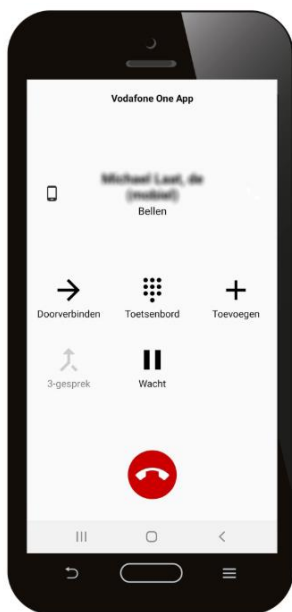 Vodafone One App
Bellen
Doorverbinden
Toetsenbord
Toevoegen
3-gesprek
Wacht